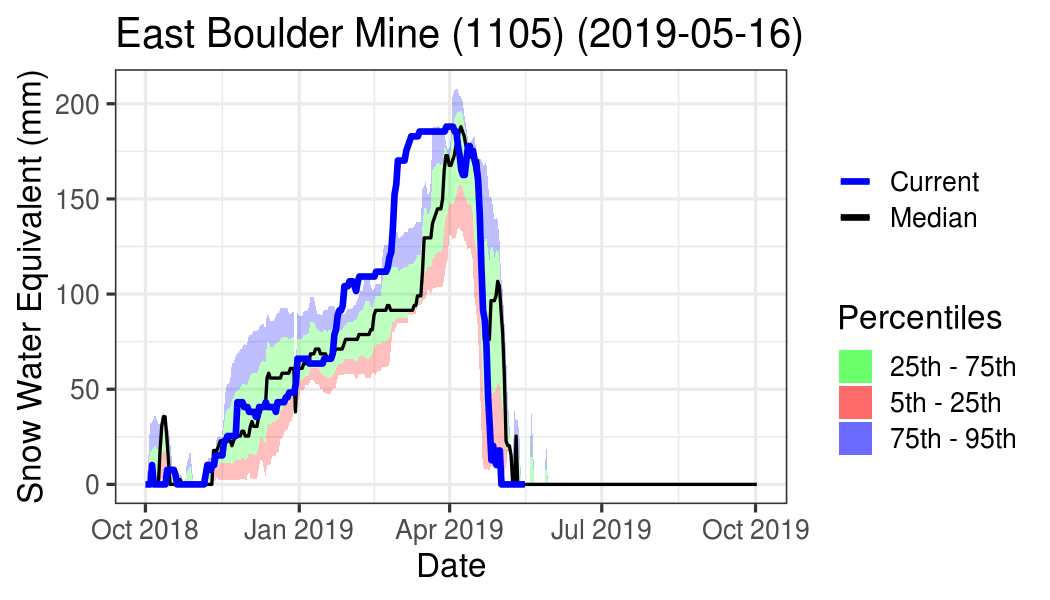 East Boulder Mine (1105) (2019-05-16)
Snow Water Equivalent (mm)
200
150
100
50
0
Oct 2018
Jan 2019
Apr 2019
Jul 2019
Oct 2019
Date
Current
Median
Percentiles
25th - 75th
5th - 25th
75th - 95th